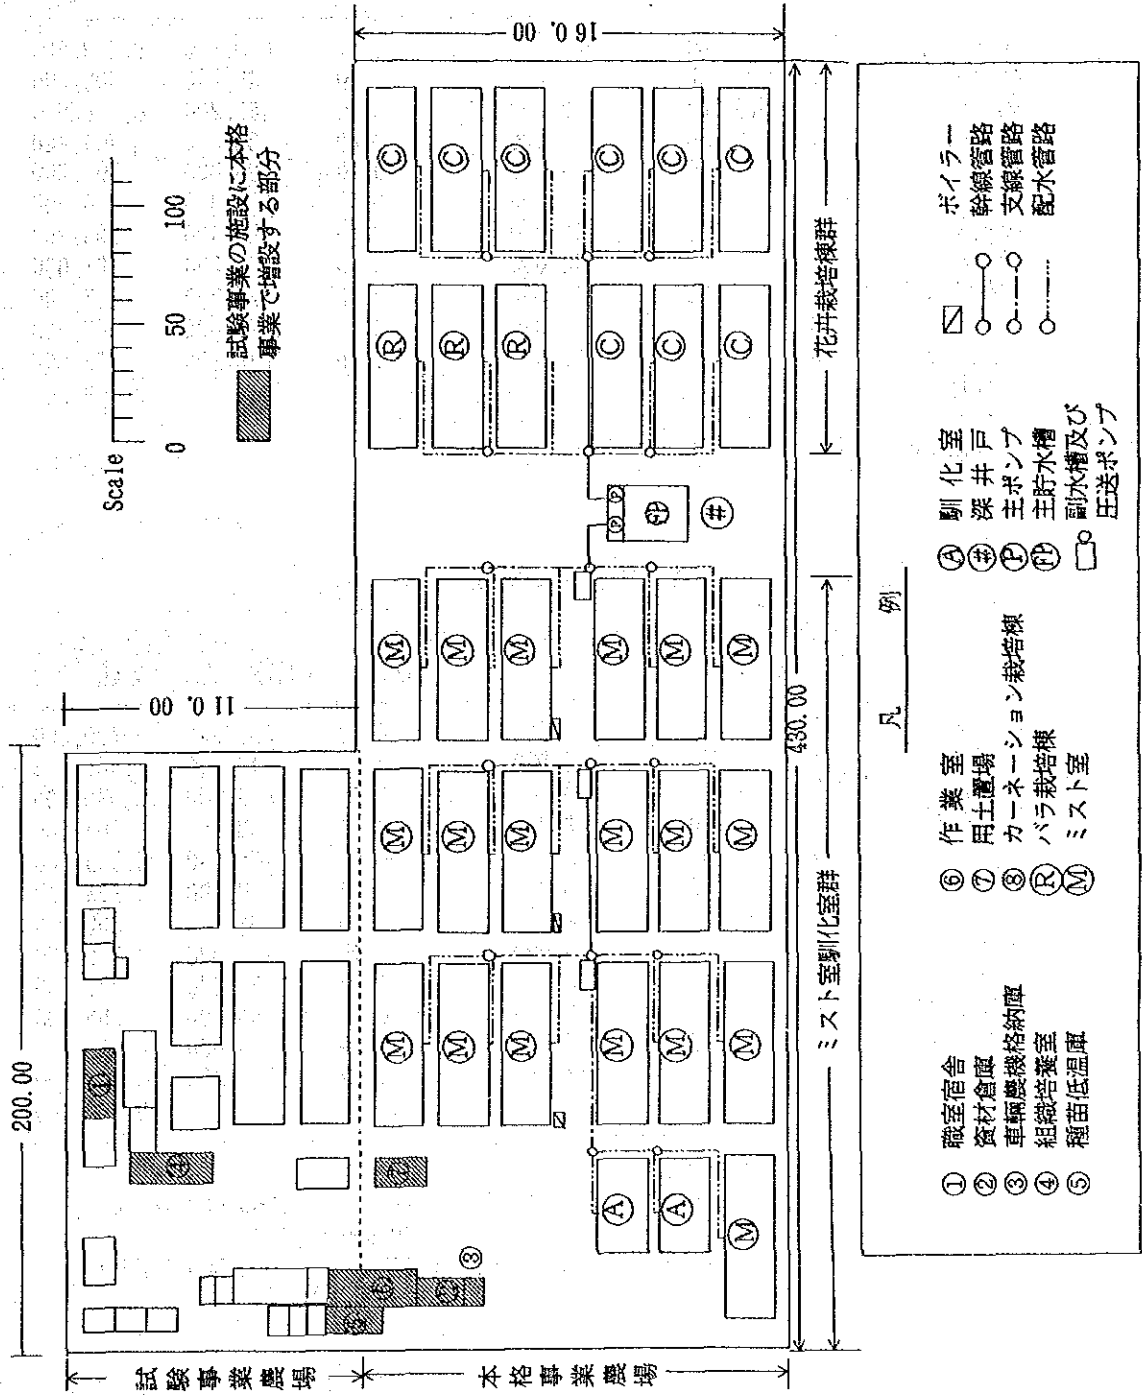 200.00
110.00
160.00
430.00
Scale
0 50 100
試験事業の施設に本格
事業で増設する部分
試験事業農場
本格事業農場
ミスト室馴化室群
花卉栽培棟群
Ⓡ Ⓒ
Ⓡ Ⓒ
Ⓡ Ⓒ
Ⓒ Ⓒ
Ⓒ Ⓒ
Ⓒ Ⓒ
Ⓜ Ⓜ Ⓜ
Ⓜ Ⓜ Ⓜ
Ⓜ Ⓜ Ⓜ
Ⓐ Ⓜ Ⓜ Ⓜ
Ⓐ Ⓜ Ⓜ Ⓜ
Ⓜ Ⓜ Ⓜ Ⓜ
Ⓟ Ⓟ
#
④
⑦
③
凡 例
① 職室宿舎
② 資材倉庫
③ 車輛農機格納庫
④ 組織培養室
⑤ 種苗低温庫
⑥ 作業室
⑦ 用土置場
⑧ カーネーション栽培棟
Ⓡ バラ栽培棟
Ⓜ ミスト室
Ⓐ 馴化室
# 深井戸
Ⓟ 主ポンプ
主貯水槽
副水槽及び
圧送ポンプ
ボイラー
幹線管路
支線管路
配水管路